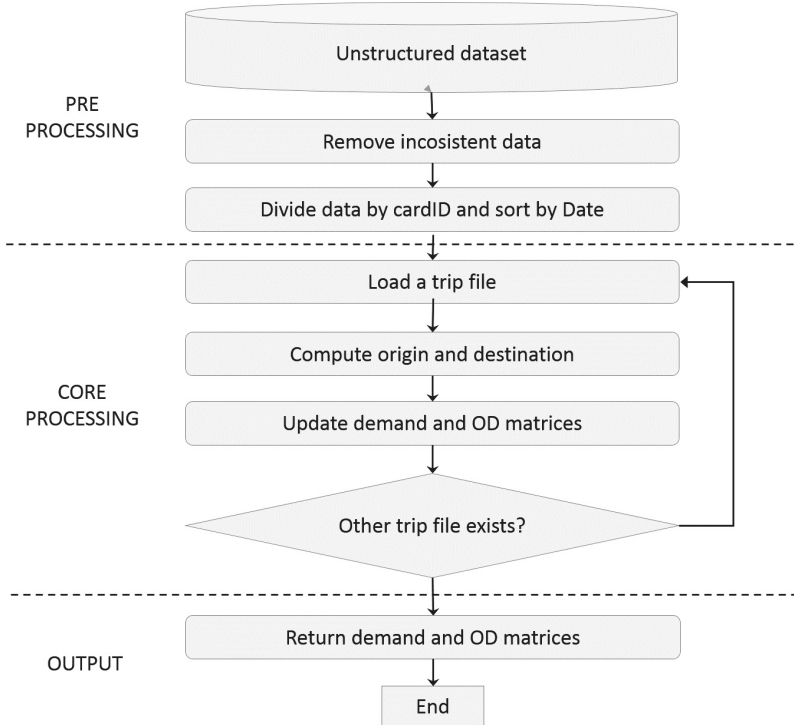 Unstructured dataset
PRE
PROCESSING
Remove incosistent data
Divide data by cardID and sort by Date
Load a trip file
Compute origin and destination
CORE
PROCESSING
Update demand and OD matrices
Other trip file exists?
Return demand and OD matrices
OUTPUT
End